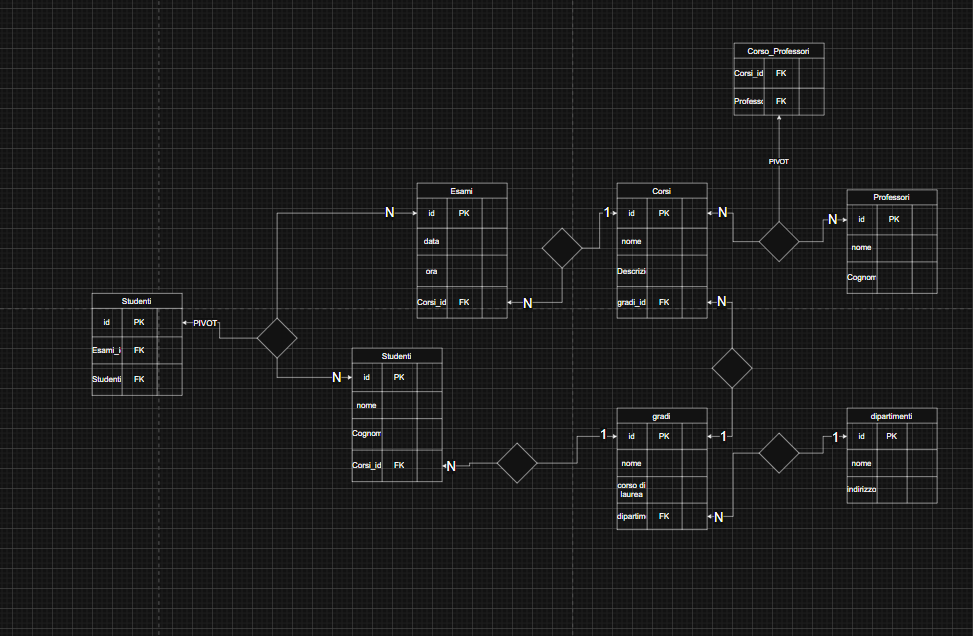 Corso_Professori
Corsi_id FK
Professo FK
PIVOT
Esami
N id PK
data
ora
Corsi_id FK
N
Corsi
1 id PK
nome
Descrizi
gradi_id FK
N
N
Professori
N id PK
nome
Cognom
Studenti
id PK
Esami_i FK
Studenti FK
PIVOT
Studenti
N id PK
nome
Cognom
Corsi_id FK
N
gradi
1 id PK
1
nome
corso di
laurea
dipartim FK
N
dipartimenti
1 id PK
nome
indirizzo